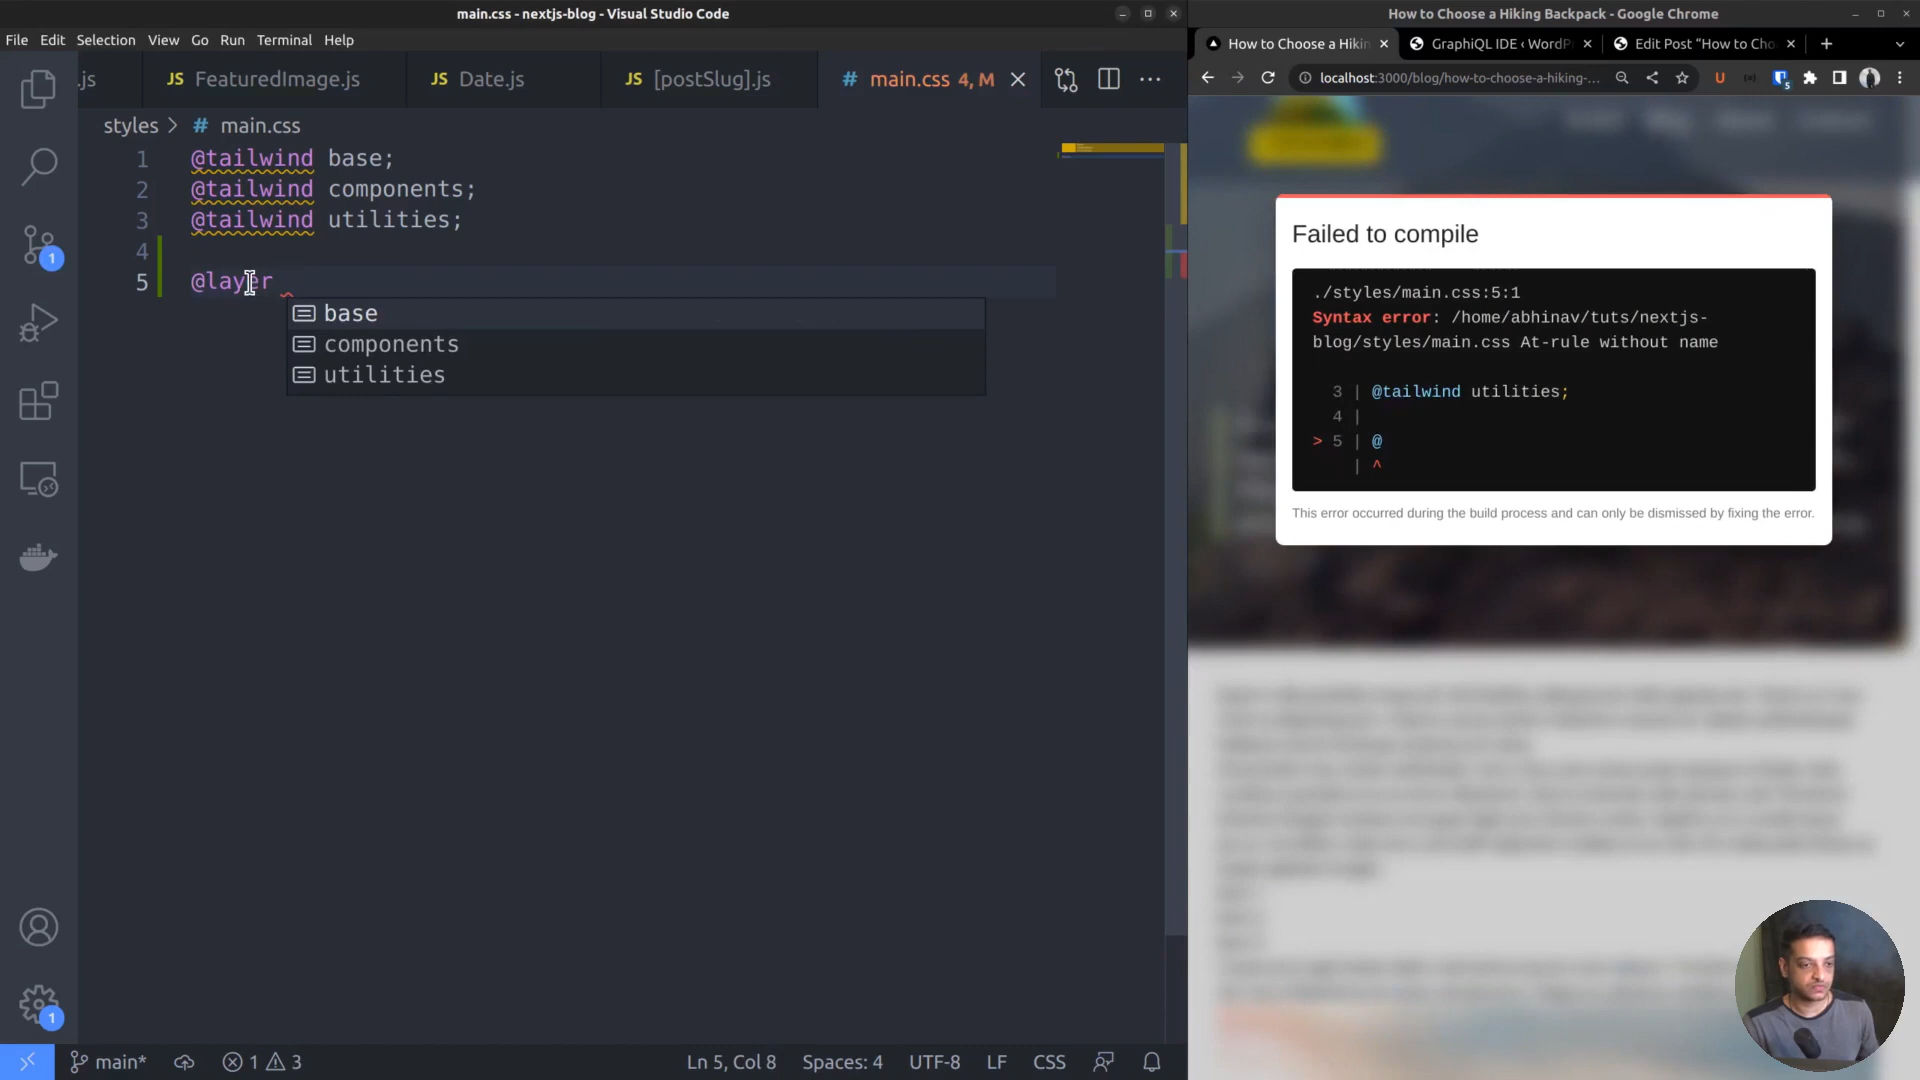 main.css - nextjs-blog - Visual Studio Code
File Edit Selection View Go Run Terminal Help
.js
JS FeaturedImage.js
JS Date.js
JS [postSlug].js
# main.css 4, M
styles > # main.css
1 @tailwind base;
2 @tailwind components;
3 @tailwind utilities;
4
5 @layer
base
components
utilities
1
1
main*
1 3
Ln 5, Col 8
Spaces: 4
UTF-8
LF
CSS
How to Choose a Hiking Backpack - Google Chrome
How to Choose a Hikin
GraphiQL IDE ‹ WordP
Edit Post “How to Cho
localhost:3000/blog/how-to-choose-a-hiking-...
U
5
Failed to compile
./styles/main.css:5:1
Syntax error: /home/abhinav/tuts/nextjs-
blog/styles/main.css At-rule without name
3 | @tailwind utilities;
4 |
> 5 | @
| ^
This error occurred during the build process and can only be dismissed by fixing the error.